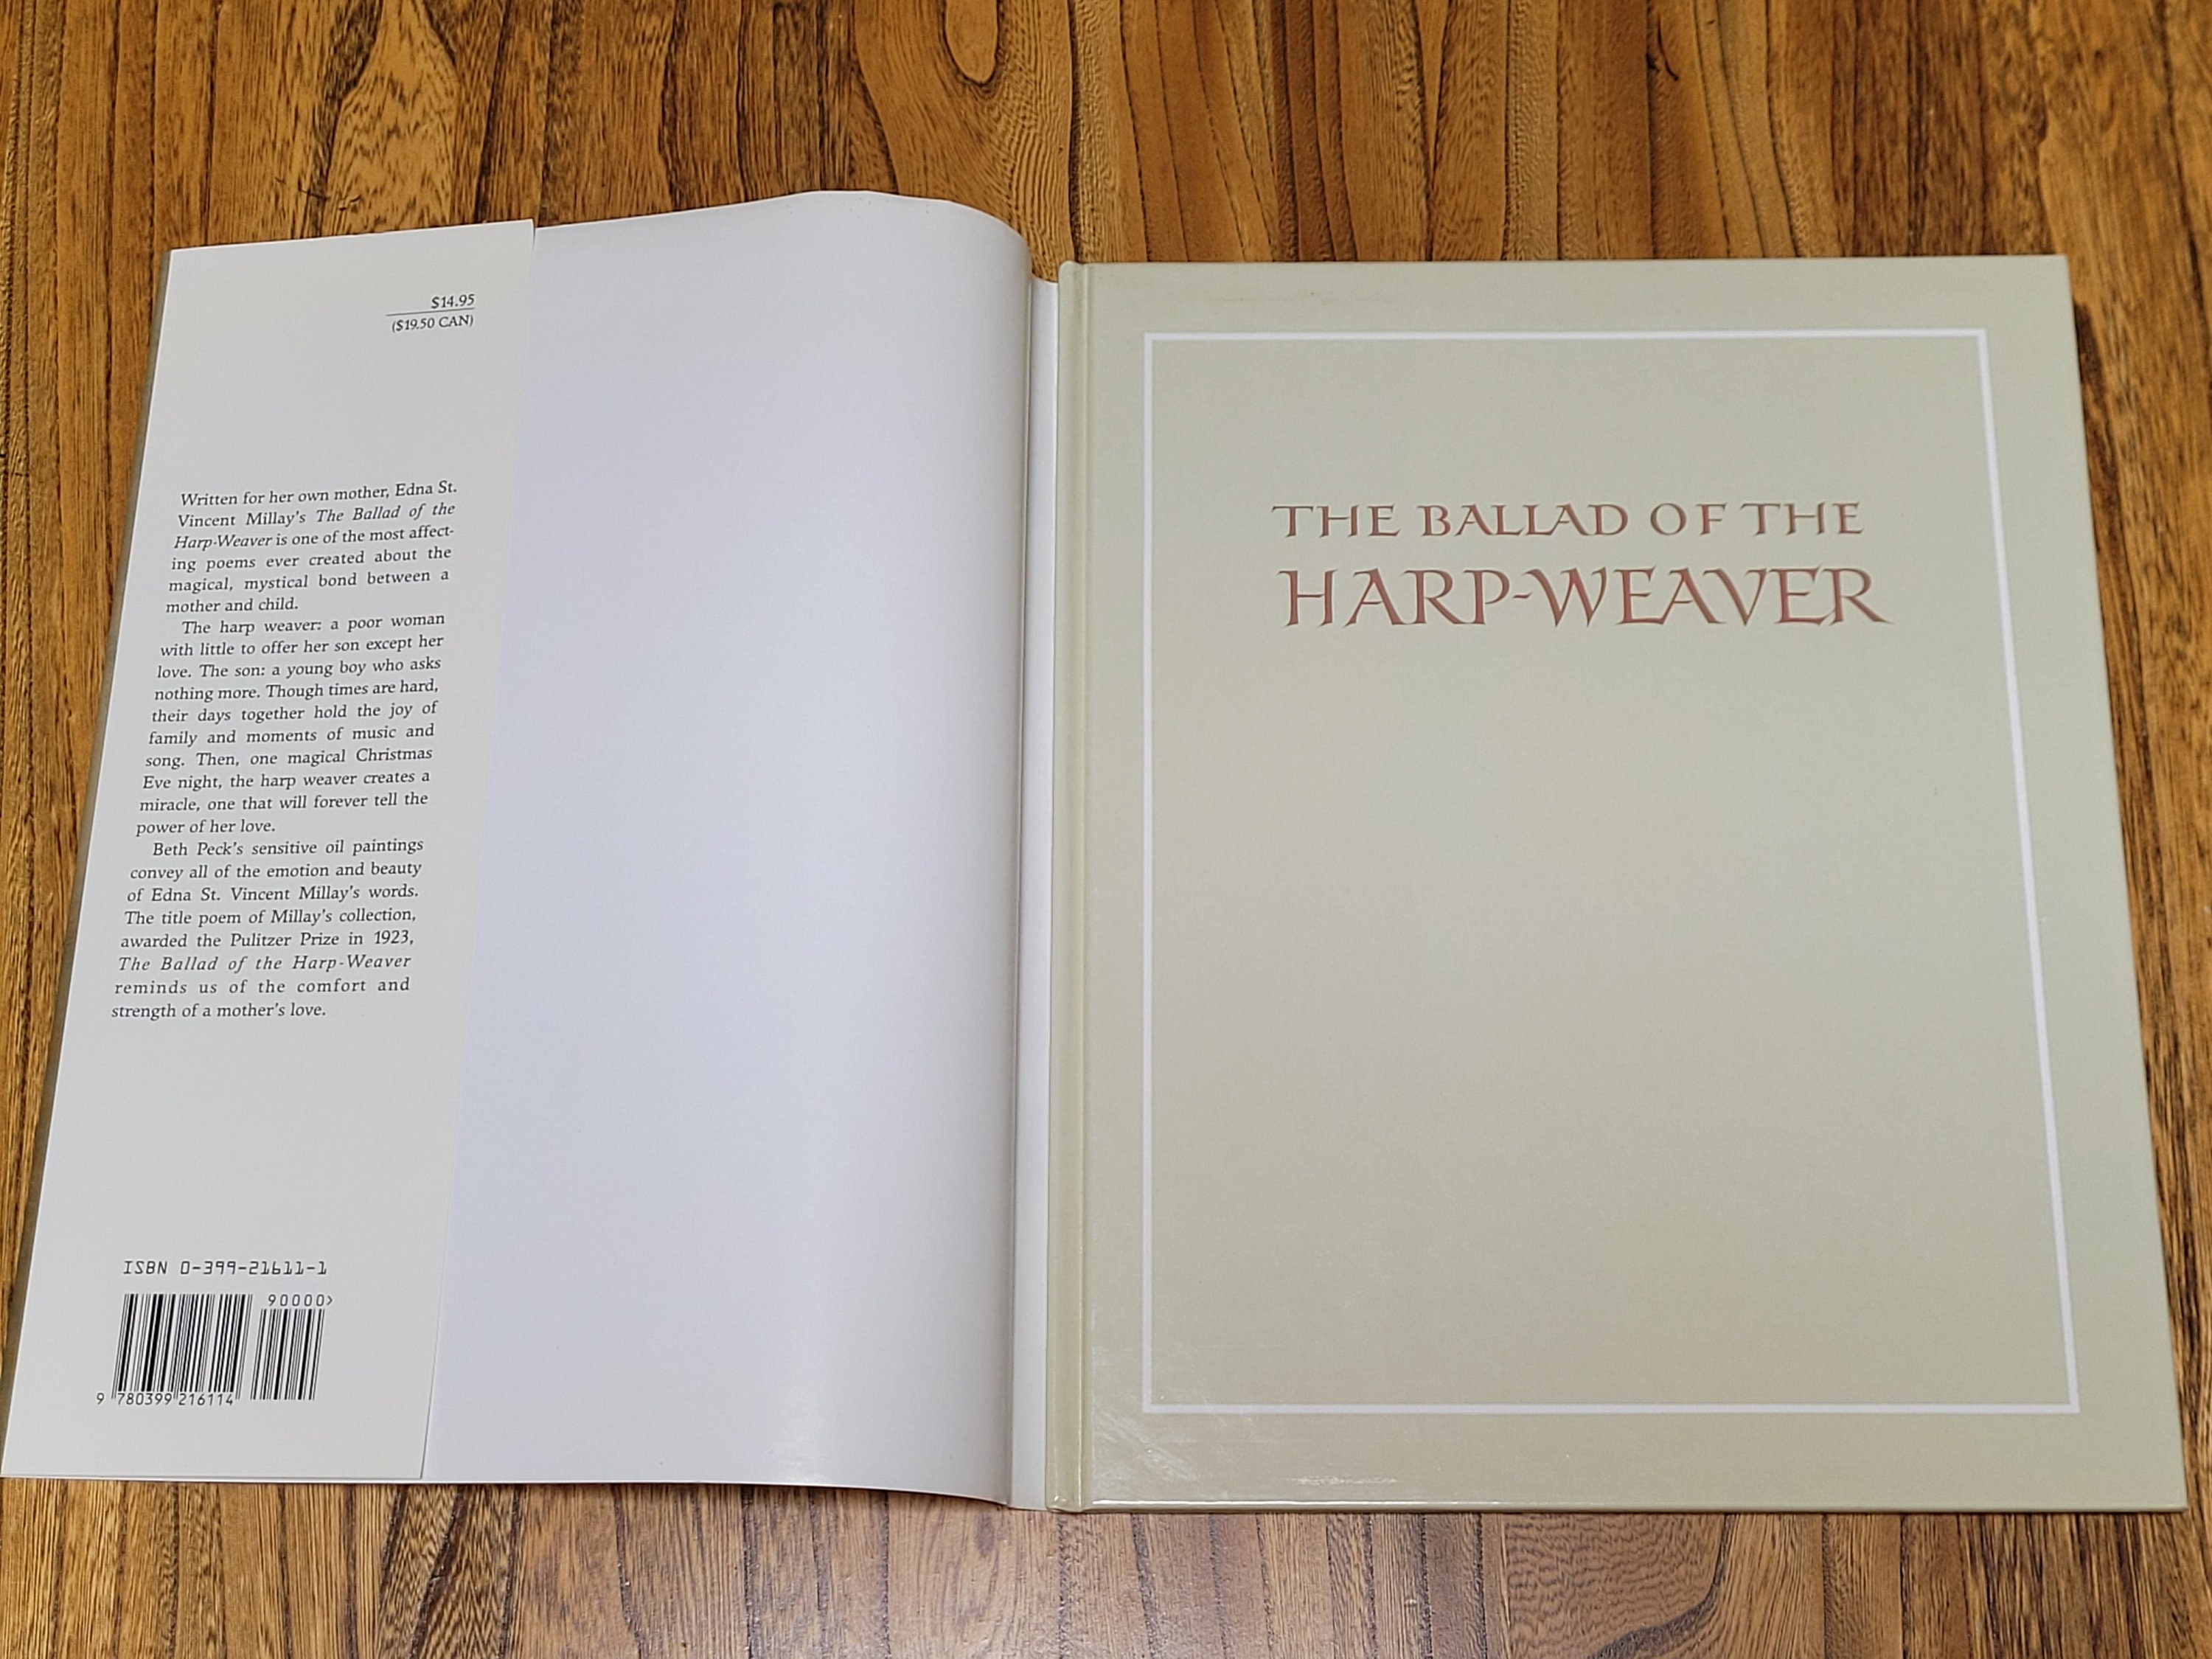 $14.95
($19.50 CAN)
Written for her own mother, Edna St.
Vincent Millay's The Ballad of the
Harp-Weaver is one of the most affect-
ing poems ever created about the
magical, mystical bond between a
mother and child.
The harp weaver: a poor woman
with little to offer her son except her
love. The son: a young boy who asks
nothing more. Though times are hard,
their days together hold the joy of
family and moments of music and
song. Then, one magical Christmas
Eve night, the harp weaver creates a
miracle, one that will forever tell the
power of her love.
Beth Peck's sensitive oil paintings
convey all of the emotion and beauty
of Edna St. Vincent Millay's words.
The title poem of Millay's collection,
awarded the Pulitzer Prize in 1923,
The Ballad of the Harp-Weaver
reminds us of the comfort and
strength of a mother's love.
ISBN 0-399-21611-1
90000>
9 780399 216114
THE BALLAD OF THE
HARP-WEAVER